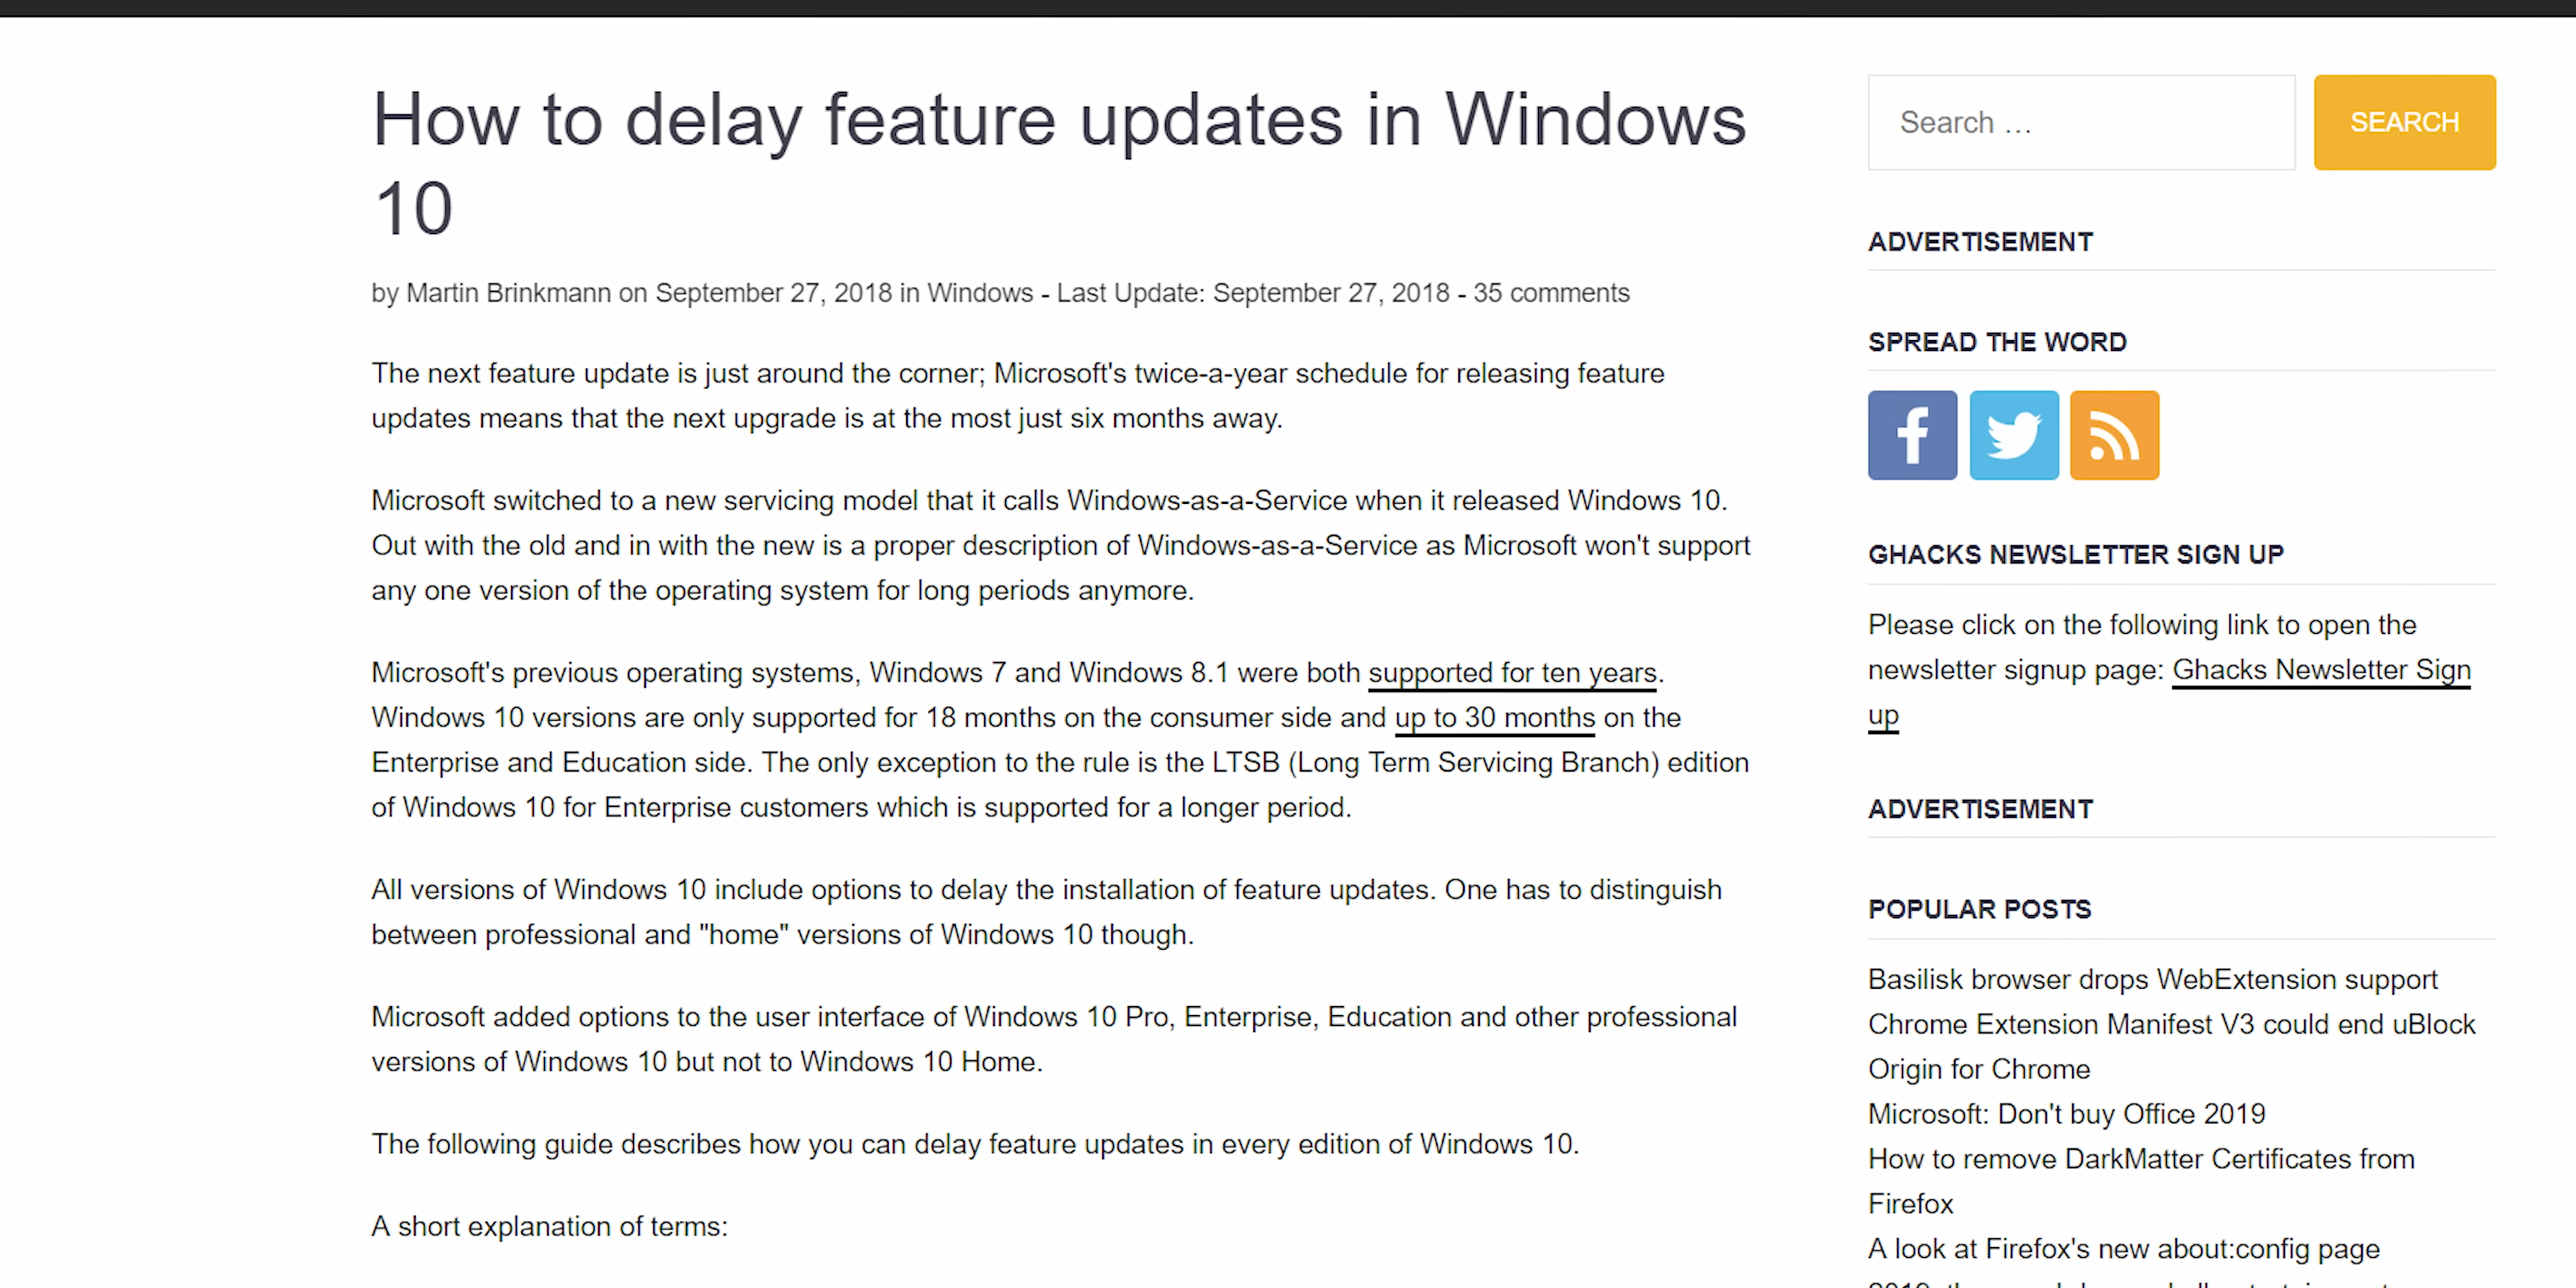 How to delay feature updates in Windows
10
by Martin Brinkmann on September 27, 2018 in Windows - Last Update: September 27, 2018 - 35 comments
The next feature update is just around the corner; Microsoft's twice-a-year schedule for releasing feature
updates means that the next upgrade is at the most just six months away.
Microsoft switched to a new servicing model that it calls Windows-as-a-Service when it released Windows 10.
Out with the old and in with the new is a proper description of Windows-as-a-Service as Microsoft won't support
any one version of the operating system for long periods anymore.
Microsoft's previous operating systems, Windows 7 and Windows 8.1 were both supported for ten years.
Windows 10 versions are only supported for 18 months on the consumer side and up to 30 months on the
Enterprise and Education side. The only exception to the rule is the LTSB (Long Term Servicing Branch) edition
of Windows 10 for Enterprise customers which is supported for a longer period.
All versions of Windows 10 include options to delay the installation of feature updates. One has to distinguish
between professional and "home" versions of Windows 10 though.
Microsoft added options to the user interface of Windows 10 Pro, Enterprise, Education and other professional
versions of Windows 10 but not to Windows 10 Home.
The following guide describes how you can delay feature updates in every edition of Windows 10.
A short explanation of terms:
Search …
SEARCH
ADVERTISEMENT
SPREAD THE WORD
GHACKS NEWSLETTER SIGN UP
Please click on the following link to open the
newsletter signup page: Ghacks Newsletter Sign
up
ADVERTISEMENT
POPULAR POSTS
Basilisk browser drops WebExtension support
Chrome Extension Manifest V3 could end uBlock
Origin for Chrome
Microsoft: Don't buy Office 2019
How to remove DarkMatter Certificates from
Firefox
A look at Firefox's new about:config page